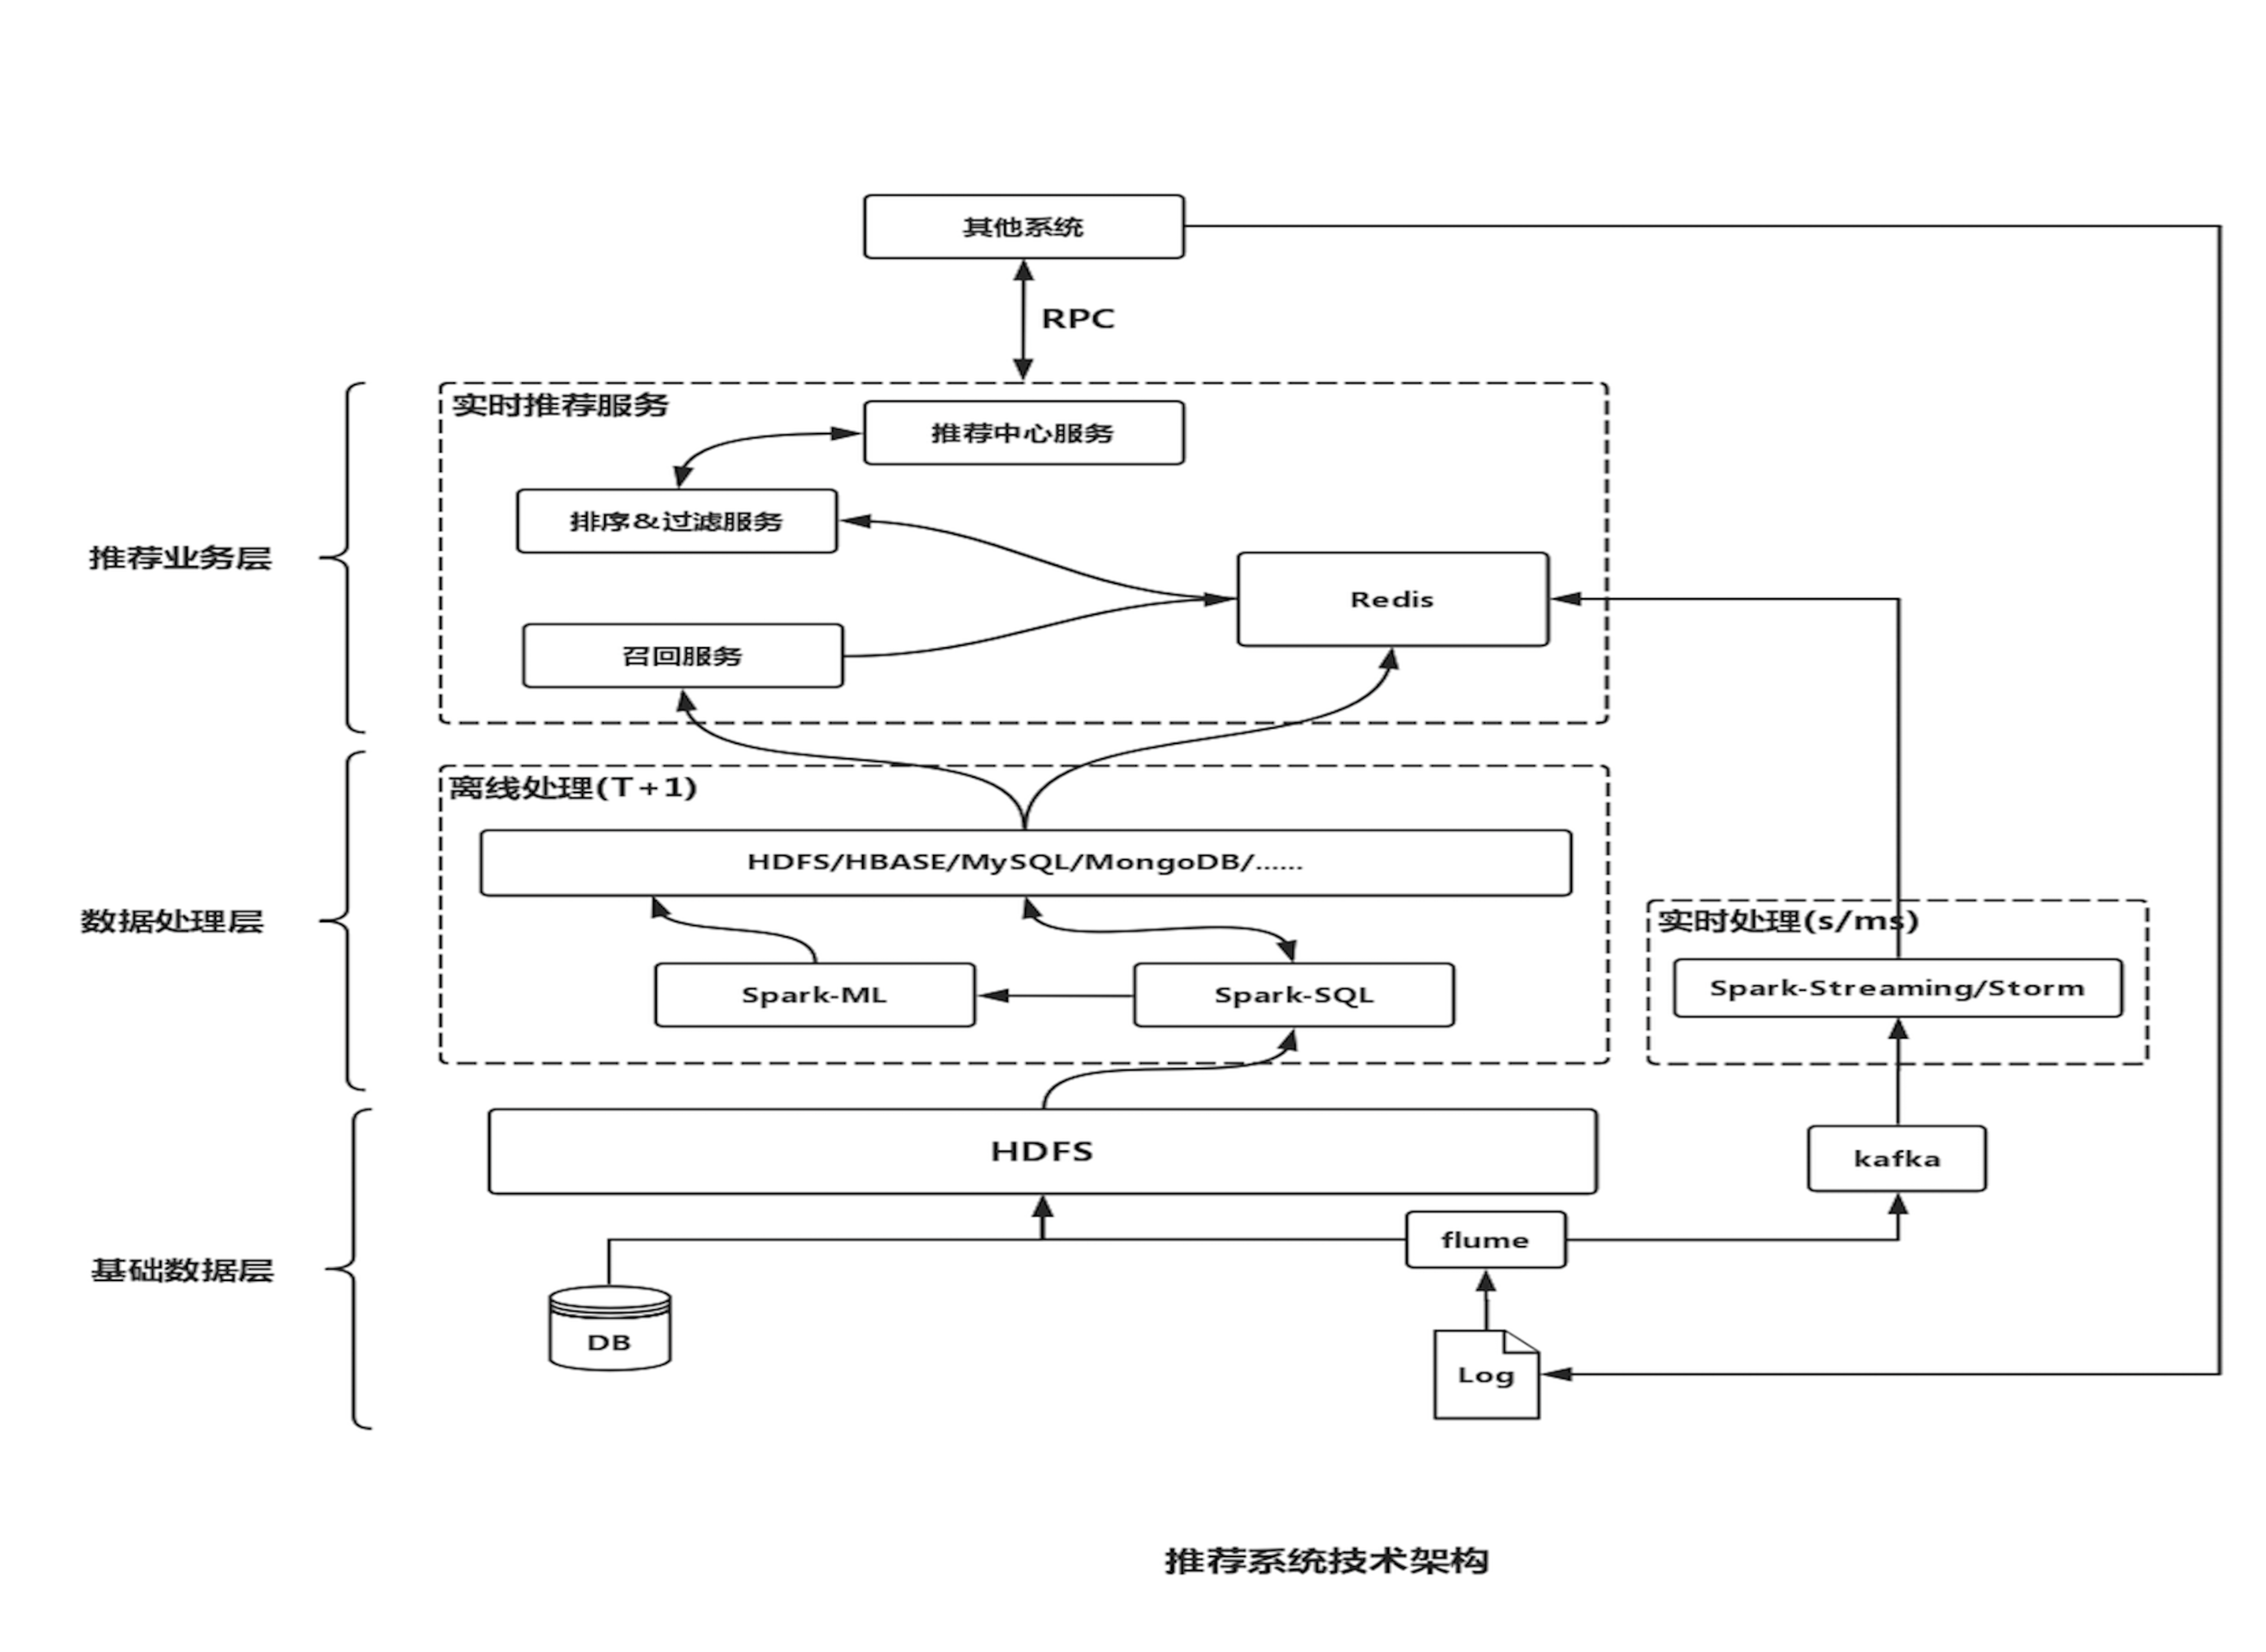 其他系统
RPC
实时推荐服务
推荐中心服务
排序&过滤服务
推荐业务层
Redis
召回服务
离线处理(T+1)
HDFS/HBASE/MySQL/MongoDB/......
数据处理层
实时处理(s/ms)
Spark-ML
Spark-SQL
Spark-Streaming/Storm
HDFS
kafka
flume
基础数据层
DB
Log
推荐系统技术架构